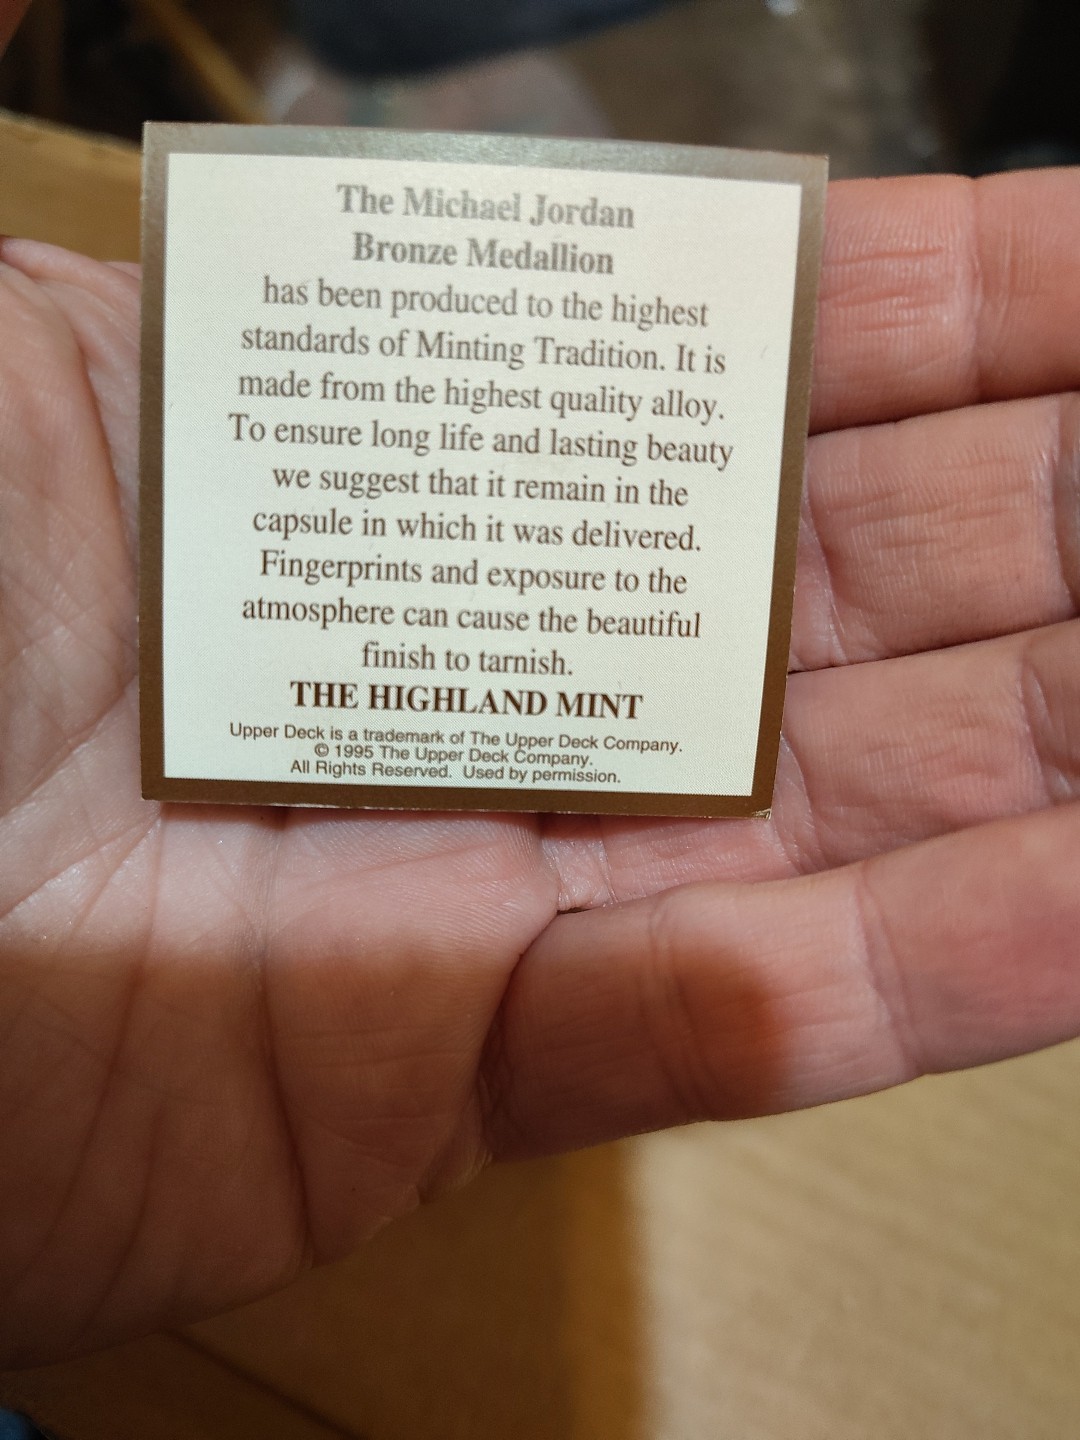 The Michael Jordan
Bronze Medallion
has been produced to the highest
standards of Minting Tradition. It is
made from the highest quality alloy.
To ensure long life and lasting beauty
we suggest that it remain in the
capsule in which it was delivered.
Fingerprints and exposure to the
atmosphere can cause the beautiful
finish to tarnish.
THE HIGHLAND MINT
Upper Deck is a trademark of The Upper Deck Company.
© 1995 The Upper Deck Company.
All Rights Reserved. Used by permission.